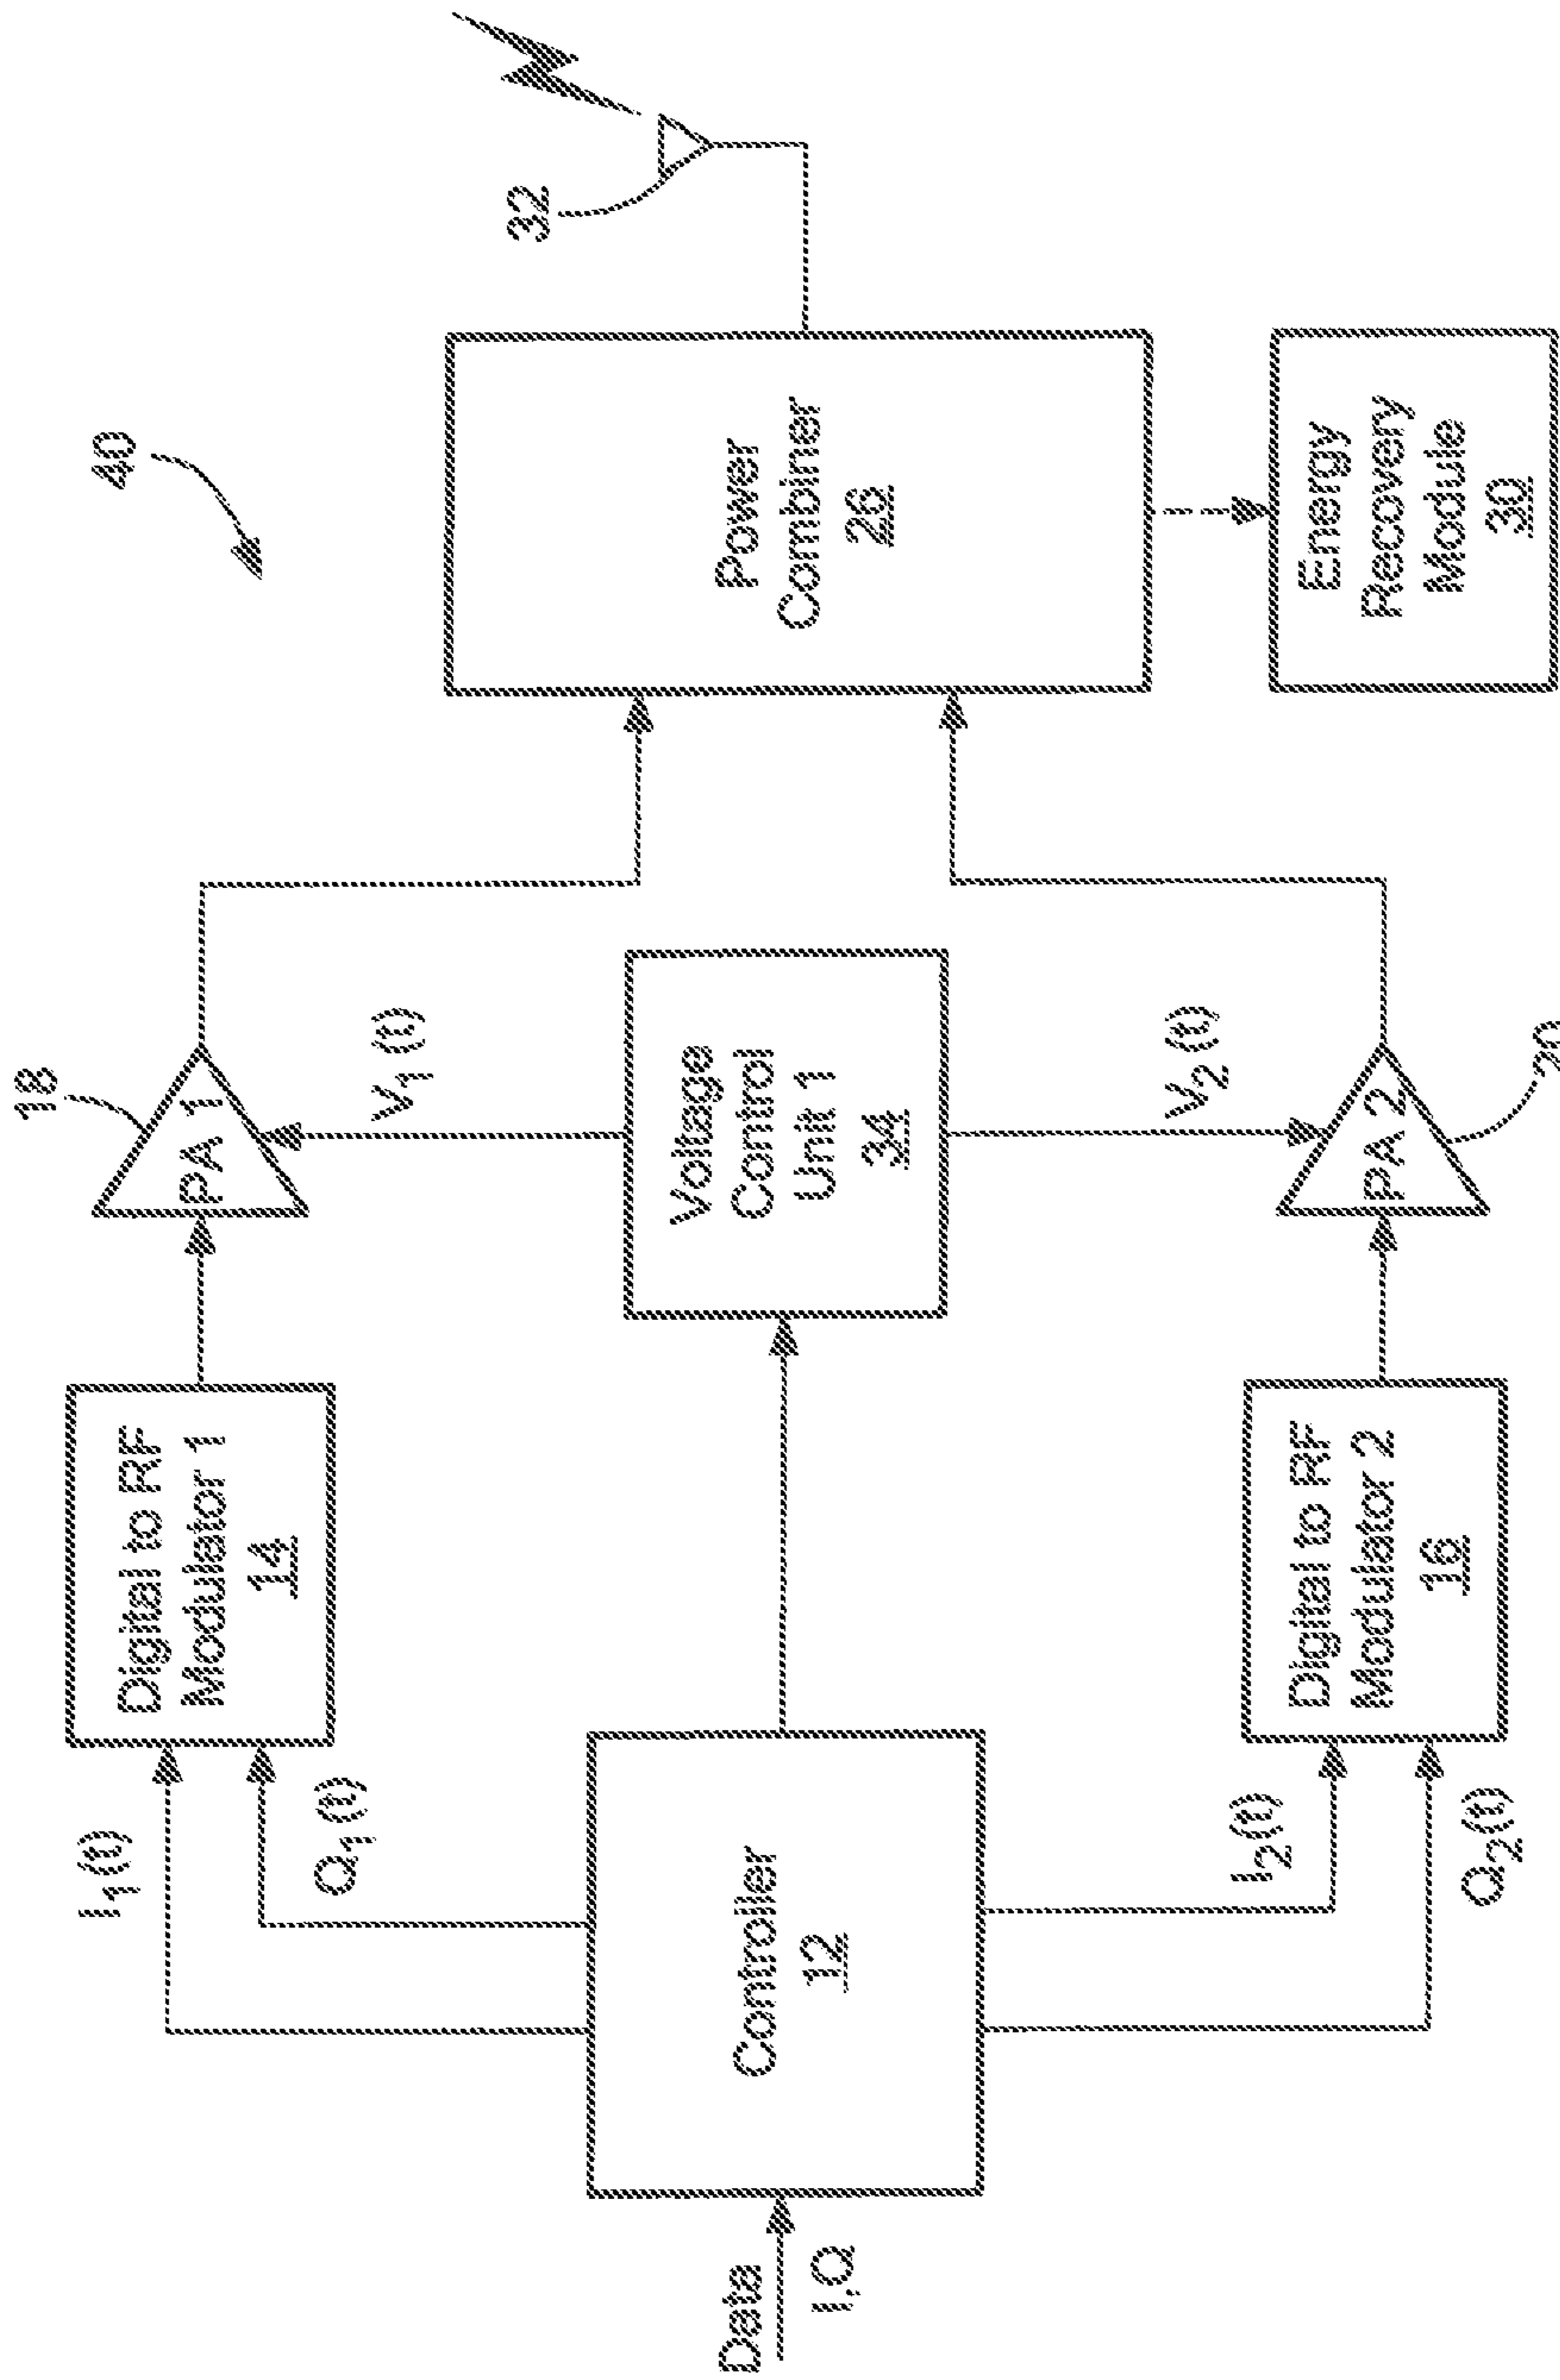 40
18
I1(t)
Q1(t)
Digital to RF
Modulator 1
14
PA 1
V1(t)
32
Data
I,Q
Controller
12
Voltage
Control
Unit 1
34
Power
Combiner
26
I2(t)
Q2(t)
Digital to RF
Modulator 2
16
V2(t)
PA 2
20
Energy
Recovery
Module
30